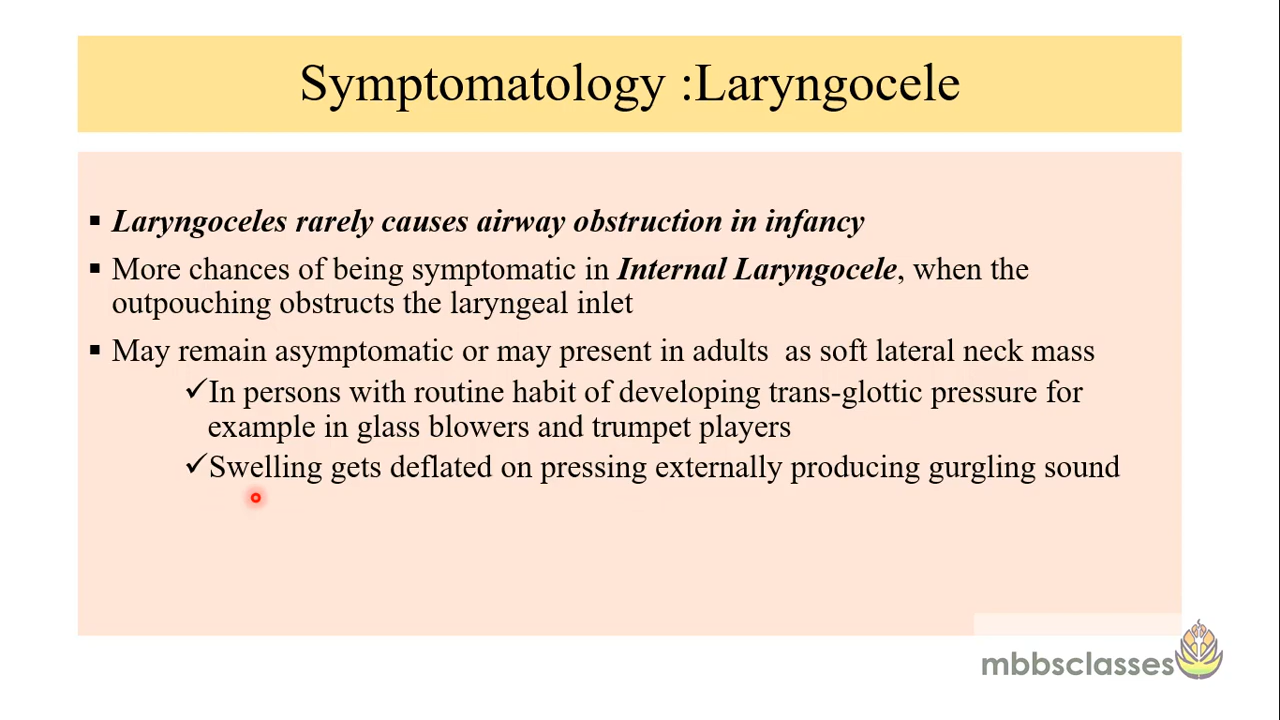 Symptomatology :Laryngocele
▪ Laryngoceles rarely causes airway obstruction in infancy
▪ More chances of being symptomatic in Internal Laryngocele, when the
outpouching obstructs the laryngeal inlet
▪ May remain asymptomatic or may present in adults  as soft lateral neck mass
✓In persons with routine habit of developing trans-glottic pressure for
example in glass blowers and trumpet players
✓Swelling gets deflated on pressing externally producing gurgling sound
mbbsclasses